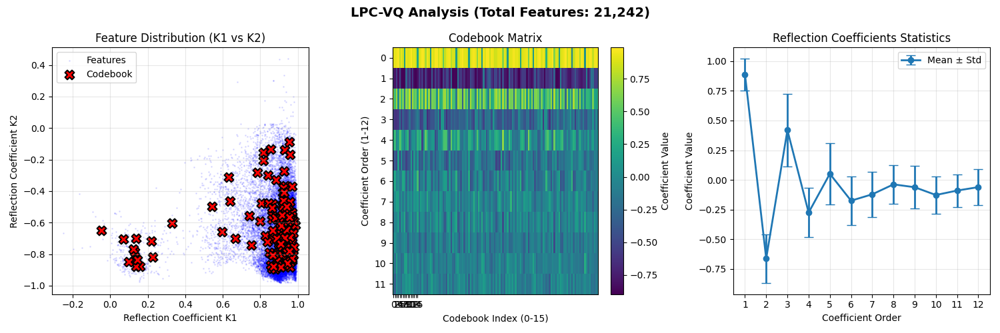 LPC-VQ Analysis (Total Features: 21,242)
Feature Distribution (K1 vs K2)
Features
Codebook
0.4
0.2
0.0
−0.2
−0.4
−0.6
−0.8
−1.0
Reflection Coefficient K2
−0.2 0.0 0.2 0.4 0.6 0.8 1.0
Reflection Coefficient K1
Codebook Matrix
0
1
2
3
4
5
6
7
8
9
10
11
Coefficient Order (1-12)
Codebook Index (0-15)
0.75
0.50
0.25
0.00
−0.25
−0.50
−0.75
Coefficient Value
Reflection Coefficients Statistics
Mean ± Std
1.00
0.75
0.50
0.25
0.00
−0.25
−0.50
−0.75
Coefficient Value
1 2 3 4 5 6 7 8 9 10 11 12
Coefficient Order